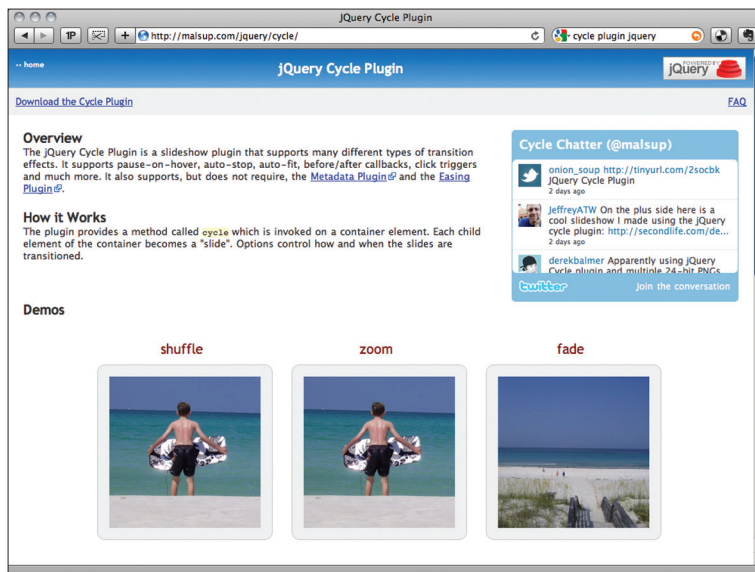 JQuery Cycle Plugin
1P
http://malsup.com/jquery/cycle/
cycle plugin jquery
·· home
jQuery Cycle Plugin
POWERED BY
jQuery
Download the Cycle Plugin
FAQ
Overview
The jQuery Cycle Plugin is a slideshow plugin that supports many different types of transition
effects. It supports pause-on-hover, auto-stop, auto-fit, before/after callbacks, click triggers
and much more. It also supports, but does not require, the Metadata Plugin and the Easing
Plugin.
How it Works
The plugin provides a method called cycle which is invoked on a container element. Each child
element of the container becomes a "slide". Options control how and when the slides are
transitioned.
Cycle Chatter (@malsup)
onion_soup http://tinyurl.com/2socbk
JQuery Cycle Plugin
2 days ago
JeffreyATW On the plus side here is a
cool slideshow I made using the jQuery
cycle plugin: http://secondlife.com/de...
2 days ago
derekbalmer Apparently using jQuery
Cycle plugin and multiple 24-bit PNGs
twitter
Join the conversation
Demos
shuffle
zoom
fade